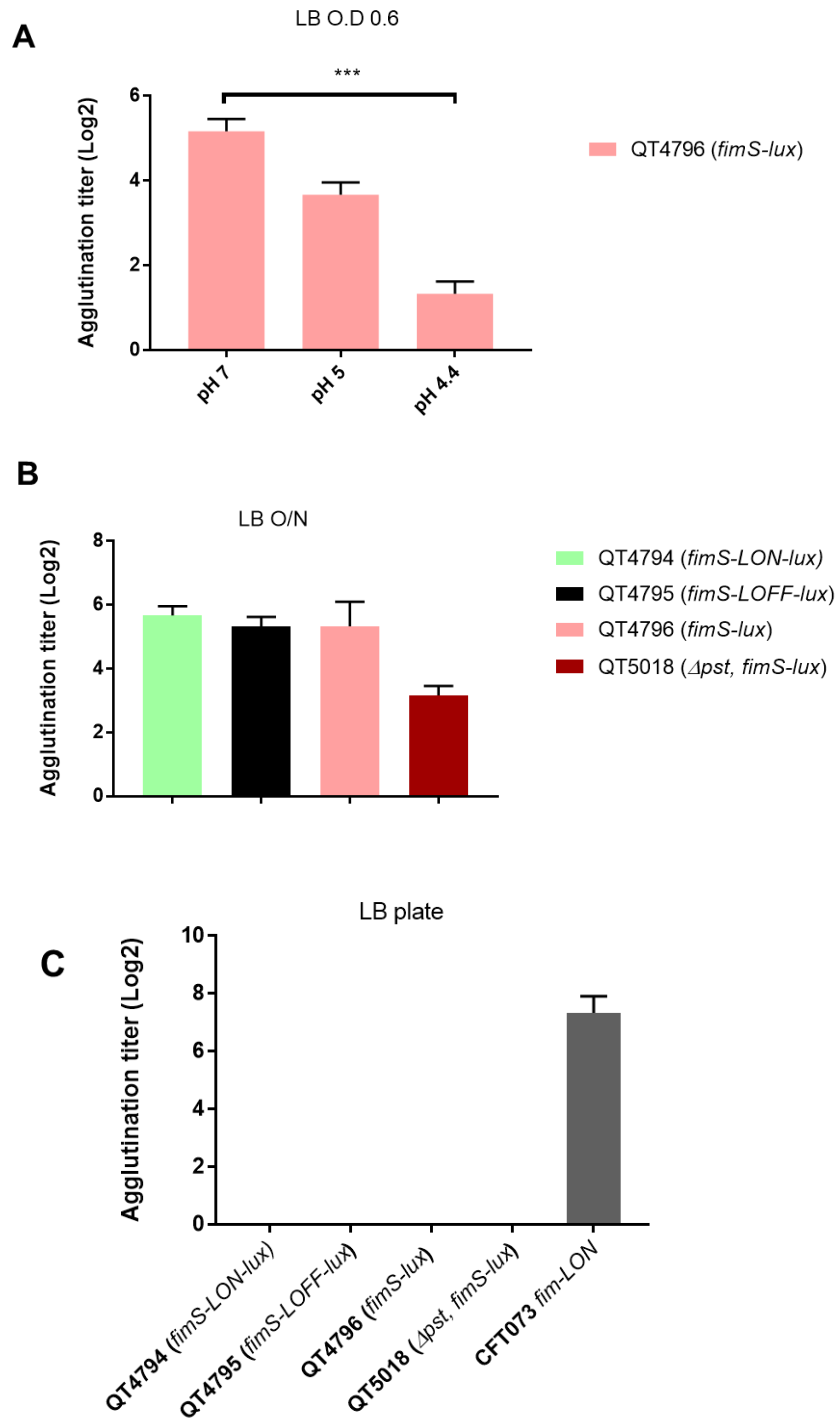 A
LB O.D 0.6
***
Agglutination titer (Log2)
6
4
2
0
pH 7
pH 5
pH 4.4
QT4796 (fimS-lux)
B
LB O/N
Agglutination titer (Log2)
8
6
4
2
0
QT4794 (fimS-LON-lux)
QT4795 (fimS-LOFF-lux)
QT4796 (fimS-lux)
QT5018 (Δpst, fimS-lux)
C
LB plate
Agglutination titer (Log2)
10
8
6
4
2
0
QT4794 (fimS-LON-lux)
QT4795 (fimS-LOFF-lux)
QT4796 (fimS-lux)
QT5018 (Δpst, fimS-lux)
CFT073 fim-LON